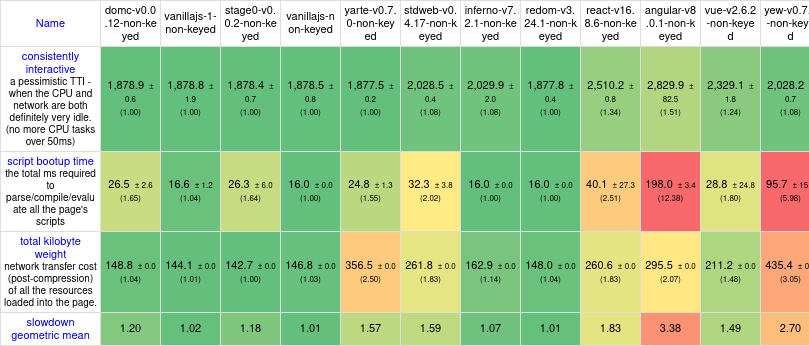 Name
domc-v0.0.12-non-keyed
vanillajs-1-non-keyed
stage0-v0.0.2-non-keyed
vanillajs-non-keyed
yarte-v0.7.0-non-keyed
stdweb-v0.4.17-non-keyed
inferno-v7.2.1-non-keyed
redom-v3.24.1-non-keyed
react-v16.8.6-non-keyed
angular-v8.0.1-non-keyed
vue-v2.6.2-non-keyed
yew-v0.7.
non-keyed
consistently
interactive
a pessimistic TTI -
when the CPU and
network are both
definitely very idle.
(no more CPU tasks
over 50ms)
1,878.9 ± 0.6 (1.00)
1,878.8 ± 1.9 (1.00)
1,878.4 ± 0.7 (1.00)
1,878.5 ± 0.8 (1.00)
1,877.5 ± 0.2 (1.00)
2,028.5 ± 0.4 (1.08)
2,029.9 ± 2.0 (1.08)
1,877.8 ± 0.4 (1.00)
2,510.2 ± 0.8 (1.34)
2,829.9 ± 82.5 (1.51)
2,329.1 ± 1.8 (1.24)
2,028.2
0.7
(1.08)
script bootup time
the total ms required
to
parse/compile/evalu
ate all the page's
scripts
26.5 ± 2.6 (1.65)
16.6 ± 1.2 (1.04)
26.3 ± 6.0 (1.64)
16.0 ± 0.0 (1.00)
24.8 ± 1.3 (1.55)
32.3 ± 3.8 (2.02)
16.0 ± 0.0 (1.00)
16.0 ± 0.0 (1.00)
40.1 ± 27.3 (2.51)
198.0 ± 3.4 (12.38)
28.8 ± 24.8 (1.80)
95.7 ± 15
(5.98)
total kilobyte
weight
network transfer cost
(post-compression)
of all the resources
loaded into the page.
148.8 ± 0.0 (1.04)
144.1 ± 0.0 (1.01)
142.7 ± 0.0 (1.00)
146.8 ± 0.0 (1.03)
356.5 ± 0.0 (2.50)
261.8 ± 0.0 (1.83)
162.9 ± 0.0 (1.14)
148.0 ± 0.0 (1.04)
260.6 ± 0.0 (1.83)
295.5 ± 0.0 (2.07)
211.2 ± 0.0 (1.48)
435.4 ± 0
(3.05)
slowdown
geometric mean
1.20
1.02
1.18
1.01
1.57
1.59
1.07
1.01
1.83
3.38
1.49
2.70